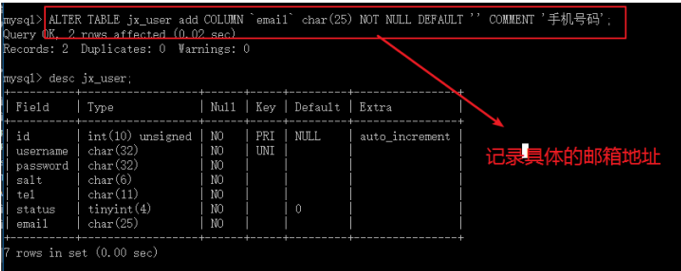 mysql> ALTER TABLE jx_user add COLUMN `email` char(25) NOT NULL DEFAULT '' COMMENT '手机号码';
Query OK, 2 rows affected (0.02 sec)
Records: 2  Duplicates: 0  Warnings: 0
mysql> desc jx_user;
| Field | Type | Null | Key | Default | Extra |
| id | int(10) unsigned | NO | PRI | NULL | auto_increment |
| username | char(32) | NO | UNI | | |
| password | char(32) | NO | | | |
| salt | char(6) | NO | | | |
| tel | char(11) | NO | | | |
| status | tinyint(4) | NO | | 0 | |
| email | char(25) | NO | | | |
7 rows in set (0.00 sec)
记录具体的邮箱地址